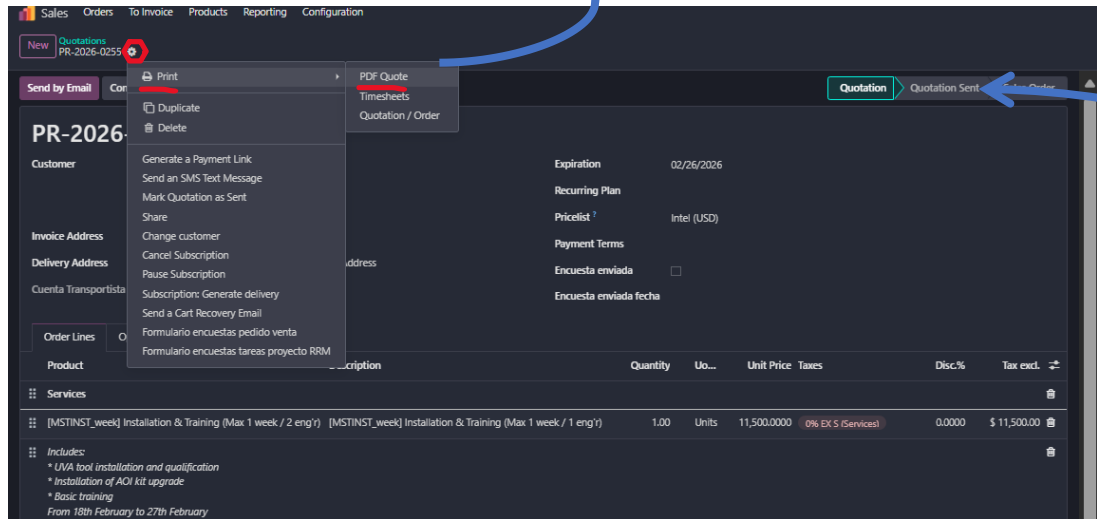 Sales Orders To Invoice Products Reporting Configuration
New Quotations
PR-2026-0255
Send by Email Con
Print
PDF Quote
Timesheets
Quotation / Order
Duplicate
Delete
Generate a Payment Link
Send an SMS Text Message
Mark Quotation as Sent
Share
Change customer
Cancel Subscription
Pause Subscription
Subscription: Generate delivery
Send a Cart Recovery Email
Formulario encuestas pedido venta
Formulario encuestas tareas proyecto RRM
Quotation Quotation Sent Order
PR-2026-
Customer
Invoice Address
Delivery Address ddress
Cuenta Transportista
Expiration 02/26/2026
Recurring Plan
Pricelist ? Intel (USD)
Payment Terms
Encuesta enviada
Encuesta enviada fecha
Order Lines O
Product Description Quantity Uo... Unit Price Taxes Disc.% Tax excl.
Services
[MSTINST_week] Installation & Training (Max 1 week / 2 eng'r) [MSTINST_week] Installation & Training (Max 1 week / 1 eng'r) 1.00 Units 11,500.0000 0% EX S (Services) 0.0000 $ 11,500.00
Includes:
* UVA tool installation and qualification
* Installation of AOI kit upgrade
* Basic training
From 18th February to 27th February